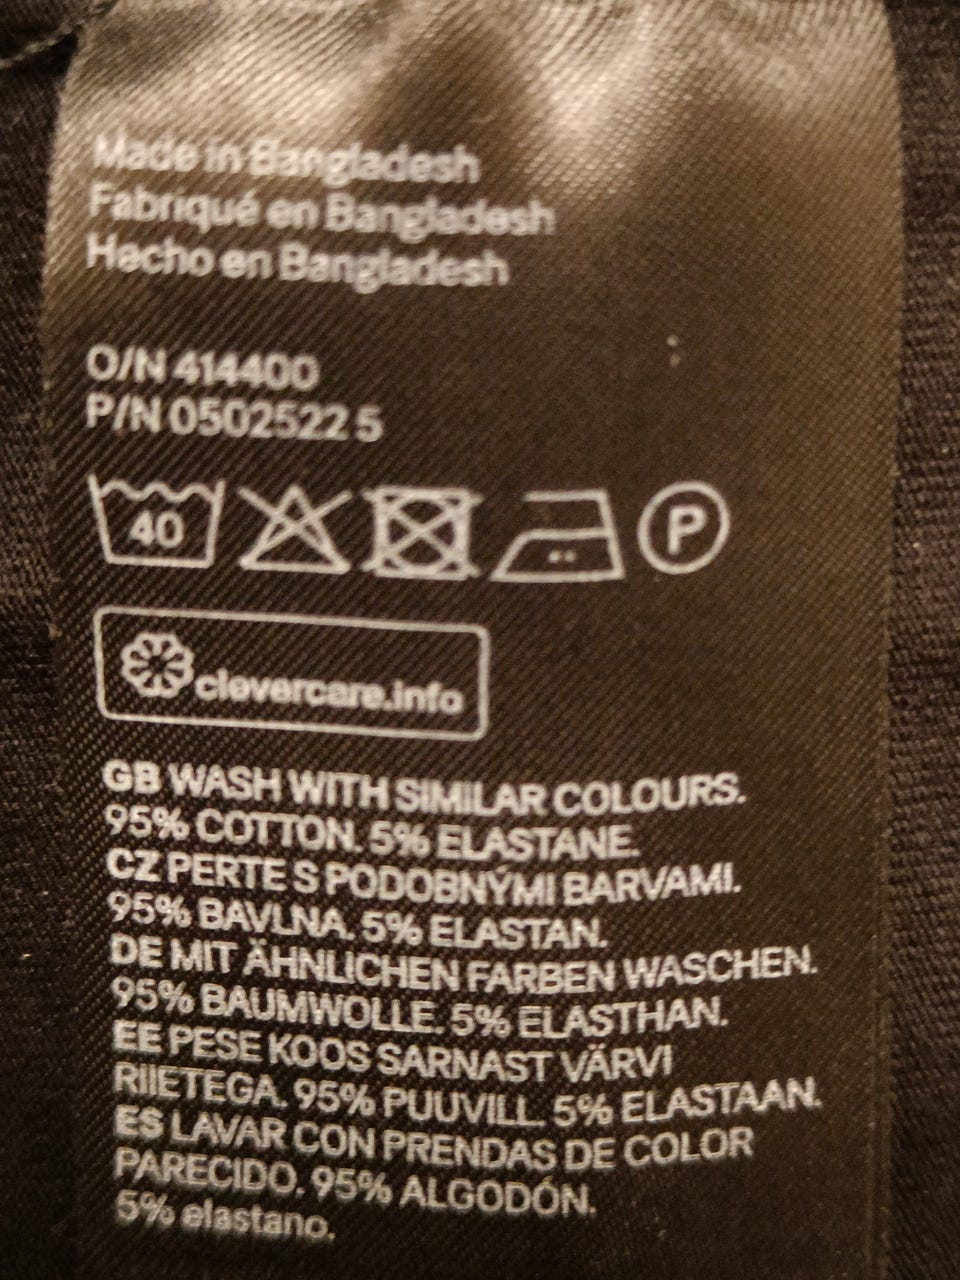 Made in Bangladesh
Fabriqué en Bangladesh
Hecho en Bangladesh
O/N 414400
P/N 0502522 5
40
P
clevercare.info
GB WASH WITH SIMILAR COLOURS.
95% COTTON. 5% ELASTANE.
CZ PERTE S PODOBNÝMI BARVAMI.
95% BAVLNA. 5% ELASTAN.
DE MIT ÄHNLICHEN FARBEN WASCHEN.
95% BAUMWOLLE. 5% ELASTHAN.
EE PESE KOOS SARNAST VÄRVI
RIIETEGA. 95% PUUVILL. 5% ELASTAAN.
ES LAVAR CON PRENDAS DE COLOR
PARECIDO. 95% ALGODÓN.
5% elastano.